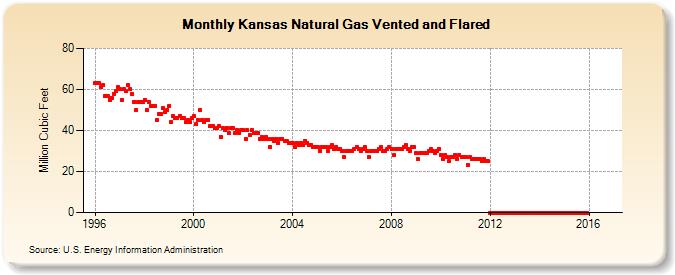 Monthly Kansas Natural Gas Vented and Flared
Million Cubic Feet
80
60
40
20
0
1996 2000 2004 2008 2012 2016
Source: U.S. Energy Information Administration